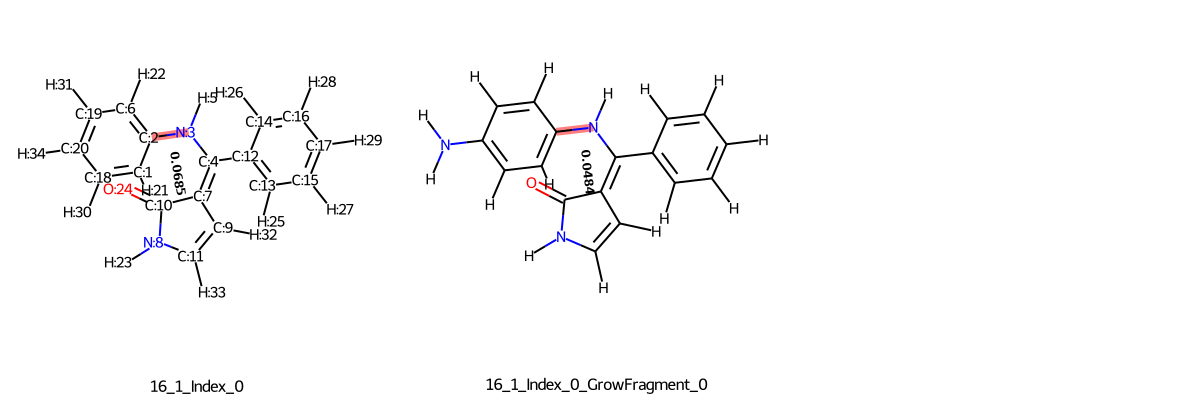 H:31
H:22
C:19
C:6
H:5
H:26
H:28
C:14
C:16
H:34
C:20
C:2
N:3
C:17
H:29
C:4
C:12
C:18
C:1
C:13
C:15
0.0685
O:24
H:21
C:10
C:7
H:30
H:27
H:25
C:9
H:32
N:8
C:11
H:23
H:33
16_1_Index_0
H
H
H
H
H
H
N
N
H
H
0.0484
O
H
H
H
H
H
N
H
H
H
16_1_Index_0_GrowFragment_0